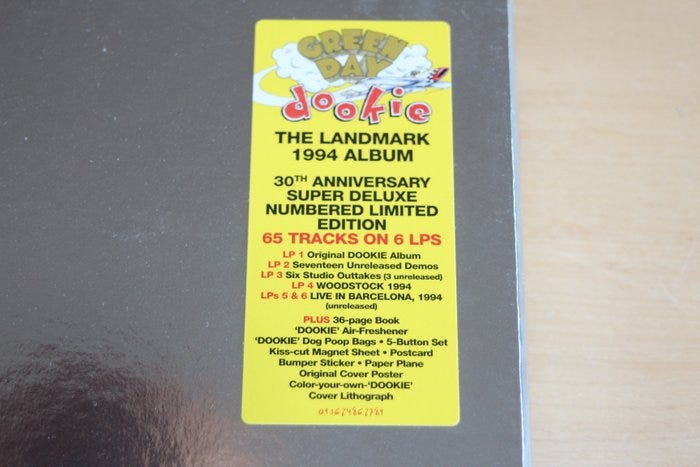 GREEN
DAY
dookie
THE LANDMARK
1994 ALBUM
30TH ANNIVERSARY
SUPER DELUXE
NUMBERED LIMITED
EDITION
65 TRACKS ON 6 LPS
LP 1 Original DOOKIE Album
LP 2 Seventeen Unreleased Demos
LP 3 Six Studio Outtakes (3 unreleased)
LP 4 WOODSTOCK 1994
LPs 5 & 6 LIVE IN BARCELONA, 1994
(unreleased)
PLUS 36-page Book
‘DOOKIE’ Air-Freshener
‘DOOKIE’ Dog Poop Bags • 5-Button Set
Kiss-cut Magnet Sheet • Postcard
Bumper Sticker • Paper Plane
Original Cover Poster
Color-your-own-‘DOOKIE’
Cover Lithograph